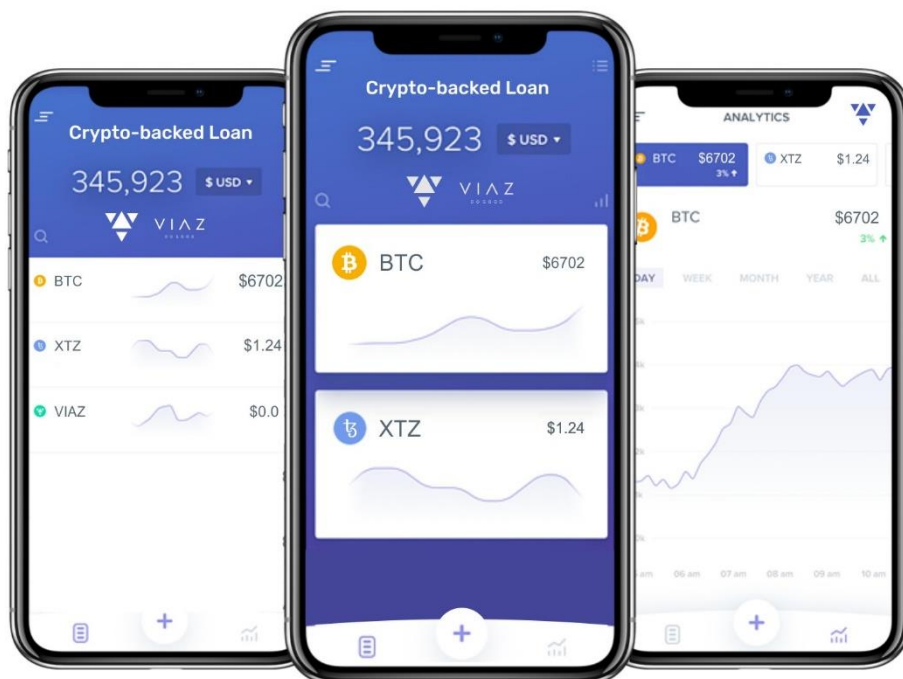 Crypto-backed Loan
345,923 $ USD
VIAZ
BTC $6702
XTZ $1.24
VIAZ $0.0
Crypto-backed Loan
345,923 $ USD
VIAZ
BTC $6702
XTZ $1.24
ANALYTICS
BTC $6702 XTZ $1.24
3%
BTC $6702
3%
DAY WEEK MONTH YEAR ALL
06 am 07 am 08 am 09 am 10 am